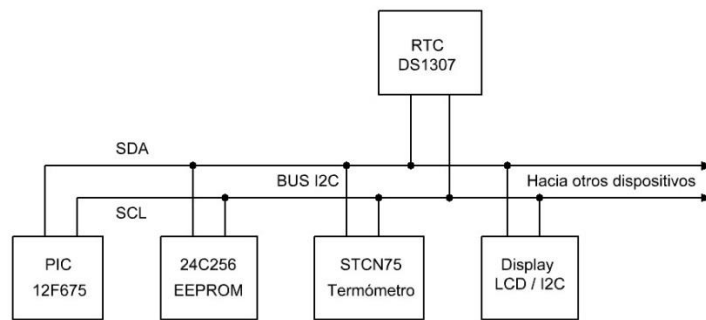 RTC
DS1307
SDA
BUS I2C
Hacia otros dispositivos
SCL
PIC
12F675
24C256
EEPROM
STCN75
Termómetro
Display
LCD / I2C